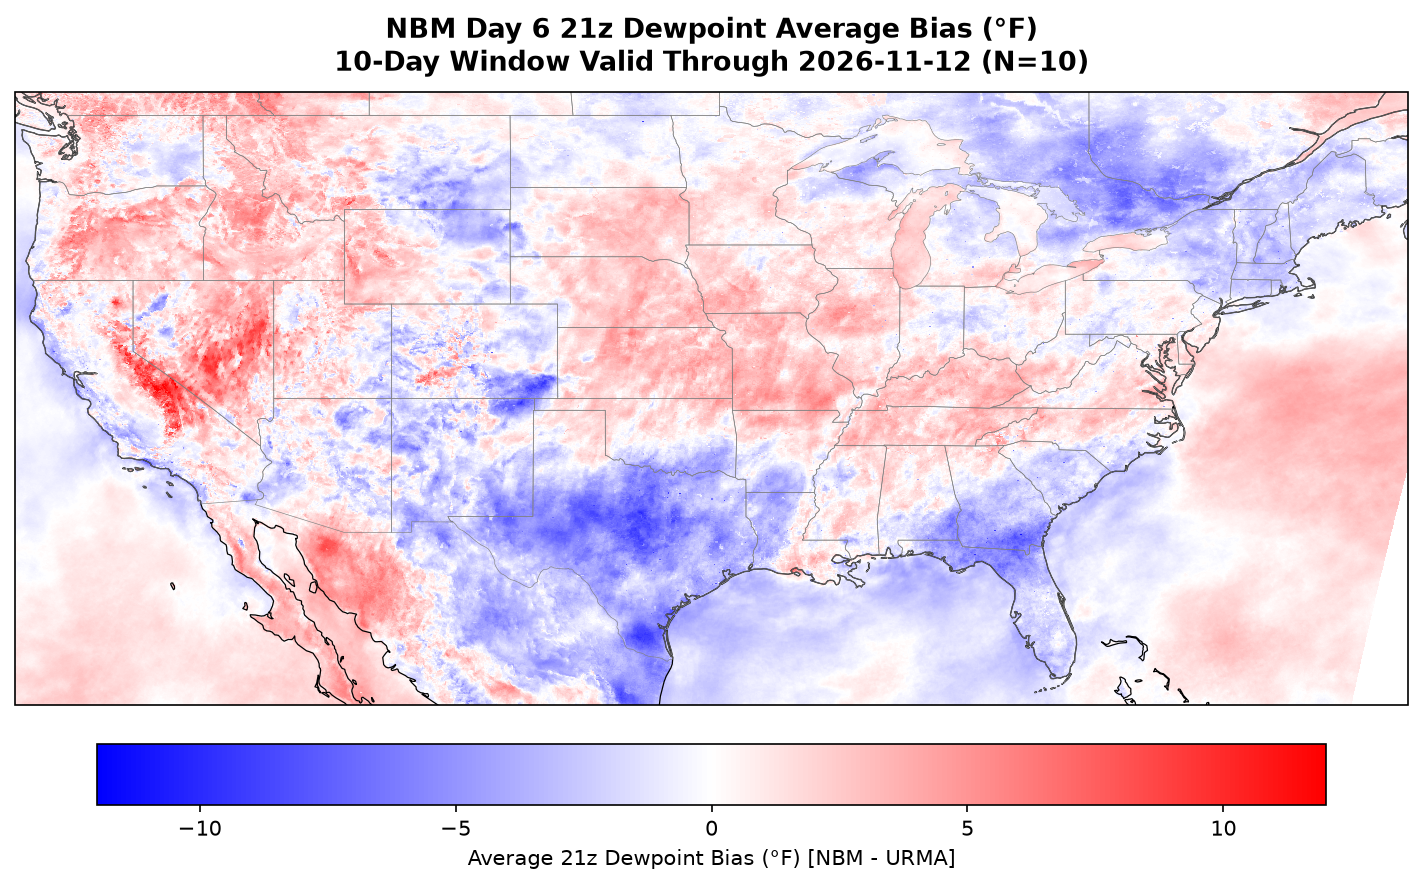 NBM Day 6 21z Dewpoint Average Bias (°F)
10-Day Window Valid Through 2026-11-12 (N=10)
−10 −5 0 5 10
Average 21z Dewpoint Bias (°F) [NBM - URMA]